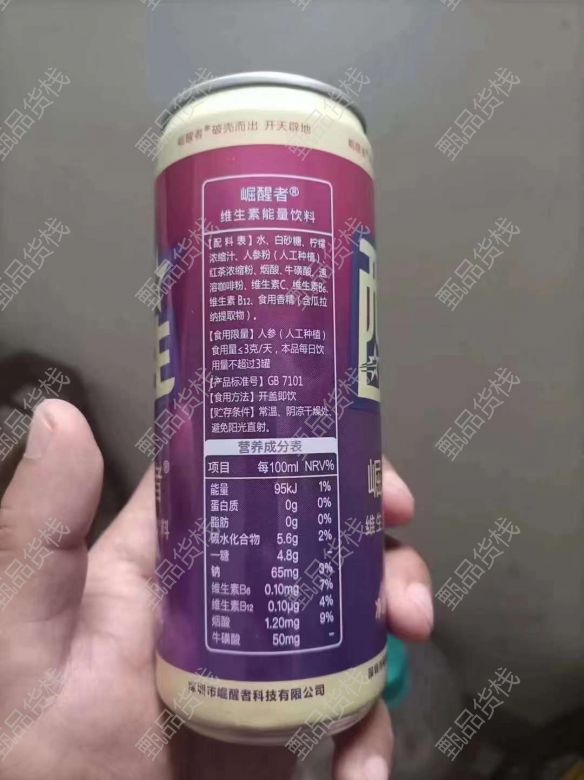 崛醒者®破壳而出 开天辟地
崛醒者®
维生素能量饮料
【配料表】水、白砂糖、柠檬
浓缩汁、人参粉（人工种植）、
红茶浓缩粉、烟酸、牛磺酸、速
溶咖啡粉、维生素C、维生素B₆、
维生素B₁₂、食用香精（含瓜拉
纳提取物）。
【食用限量】人参（人工种植）
食用量≤3克/天，本品每日饮
用量不超过3罐
【产品标准号】GB 7101
【食用方法】开盖即饮
【贮存条件】常温、阴凉干燥处，
避免阳光直射。
营养成分表
项目 每100ml NRV%
能量 95kJ 1%
蛋白质 0g 0%
脂肪 0g 0%
碳水化合物 5.6g 2%
一糖 4.8g -
钠 65mg 3%
维生素B₆ 0.10mg 7%
维生素B₁₂ 0.10μg 4%
烟酸 1.20mg 9%
牛磺酸 50mg -
深圳市崛醒者科技有限公司
醒
者®
料
崛
维生
甄品货栈